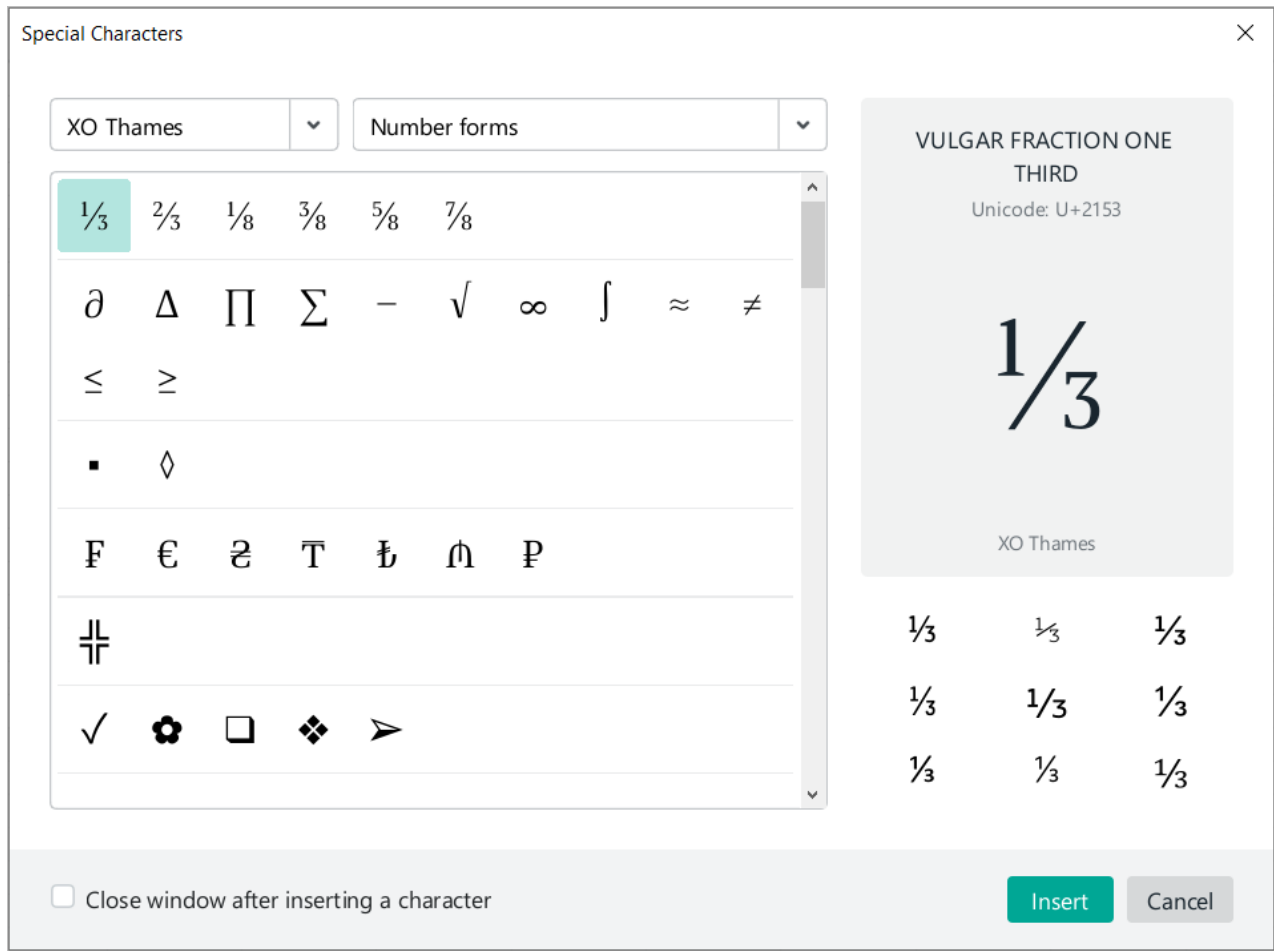 Special Characters
XO Thames
Number forms
⅓ ⅔ ⅛ ⅜ ⅝ ⅞
∂ ∆ ∏ ∑ − √ ∞ ∫ ≈ ≠
≤ ≥
▪ ◊
₣ € ₴ ₸ ₺ ₼ ₽
╬
✓ ✿ ❏ ❖ ➢
VULGAR FRACTION ONE
THIRD
Unicode: U+2153
⅓
XO Thames
⅓ ⅓ ⅓
⅓ ⅓ ⅓
⅓ ⅓ ⅓
Close window after inserting a character
Insert
Cancel